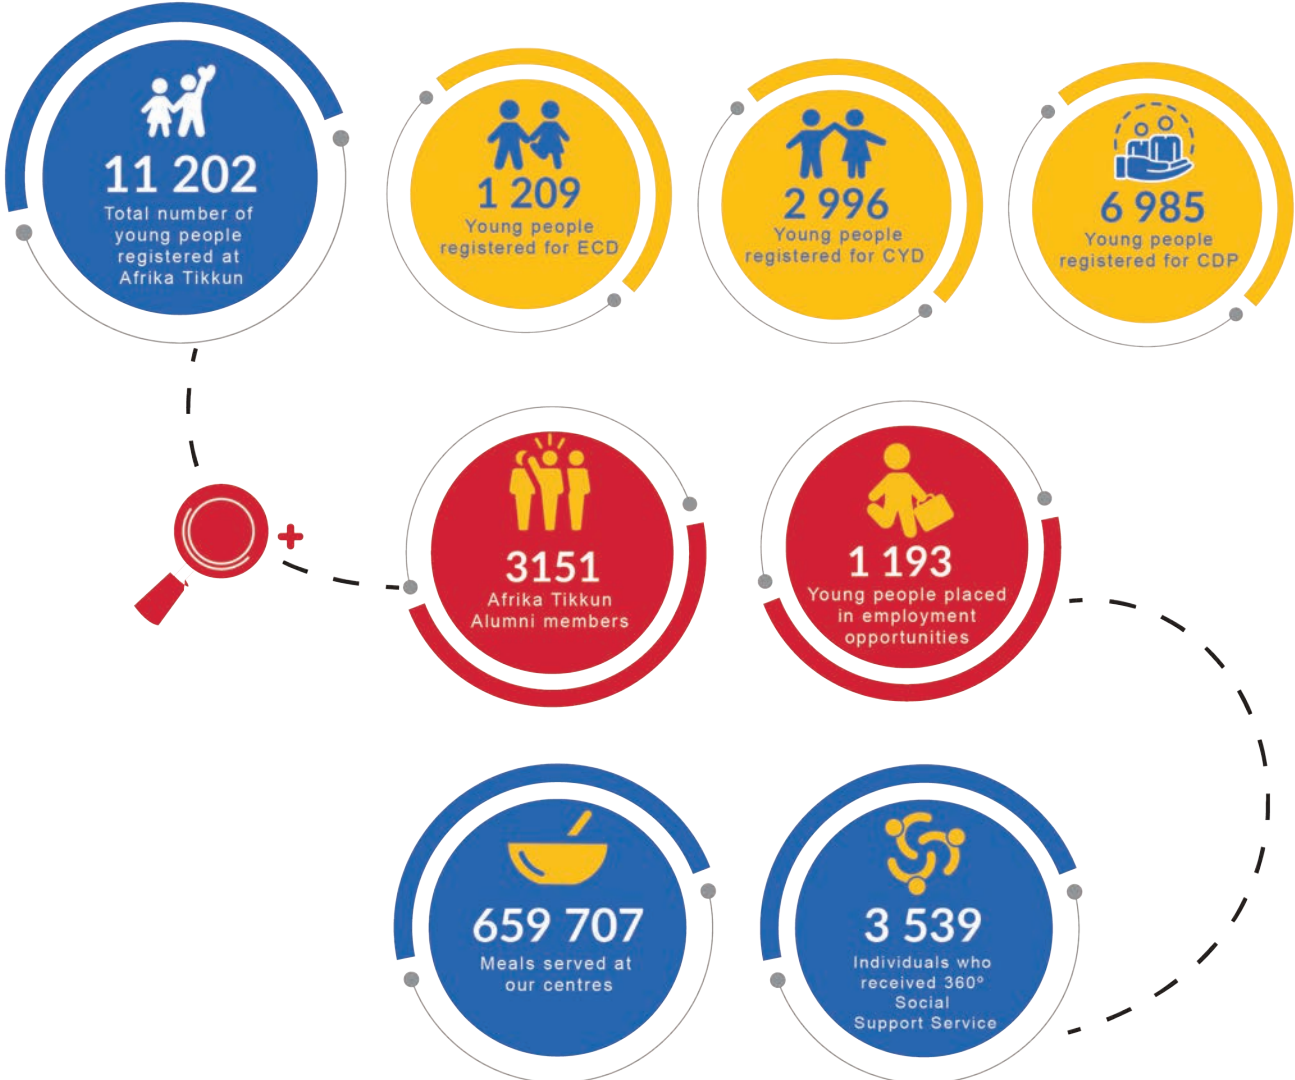 11 202
Total number of
young people
registered at
Afrika Tikkun
1 209
Young people
registered for ECD
2 996
Young people
registered for CYD
6 985
Young people
registered for CDP
3151
Afrika Tikkun
Alumni members
1 193
Young people placed
in employment
opportunities
659 707
Meals served at
our centres
3 539
Individuals who
received 360º
Social
Support Service